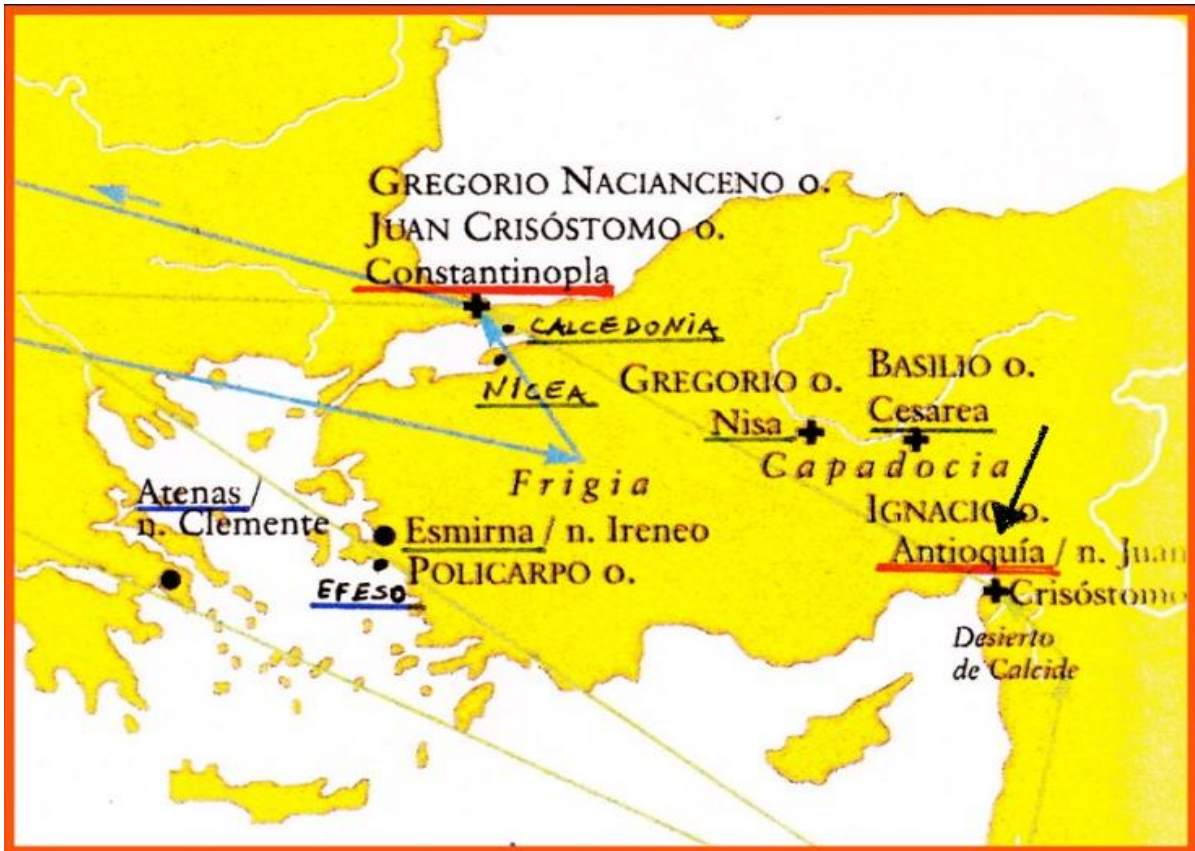 GREGORIO NACIANCENO o.
JUAN CRISÓSTOMO o.
Constantinopla
CALCEDONIA
NICEA
GREGORIO o.
Nisa
BASILIO o.
Cesarea
Capadocia
Frigia
Atenas /
n. Clemente
Esmirna / n. Ireneo
POLICARPO o.
EFESO
IGNACIO o.
Antioquía / n. Juan
Crisóstomo
Desierto
de Calcide